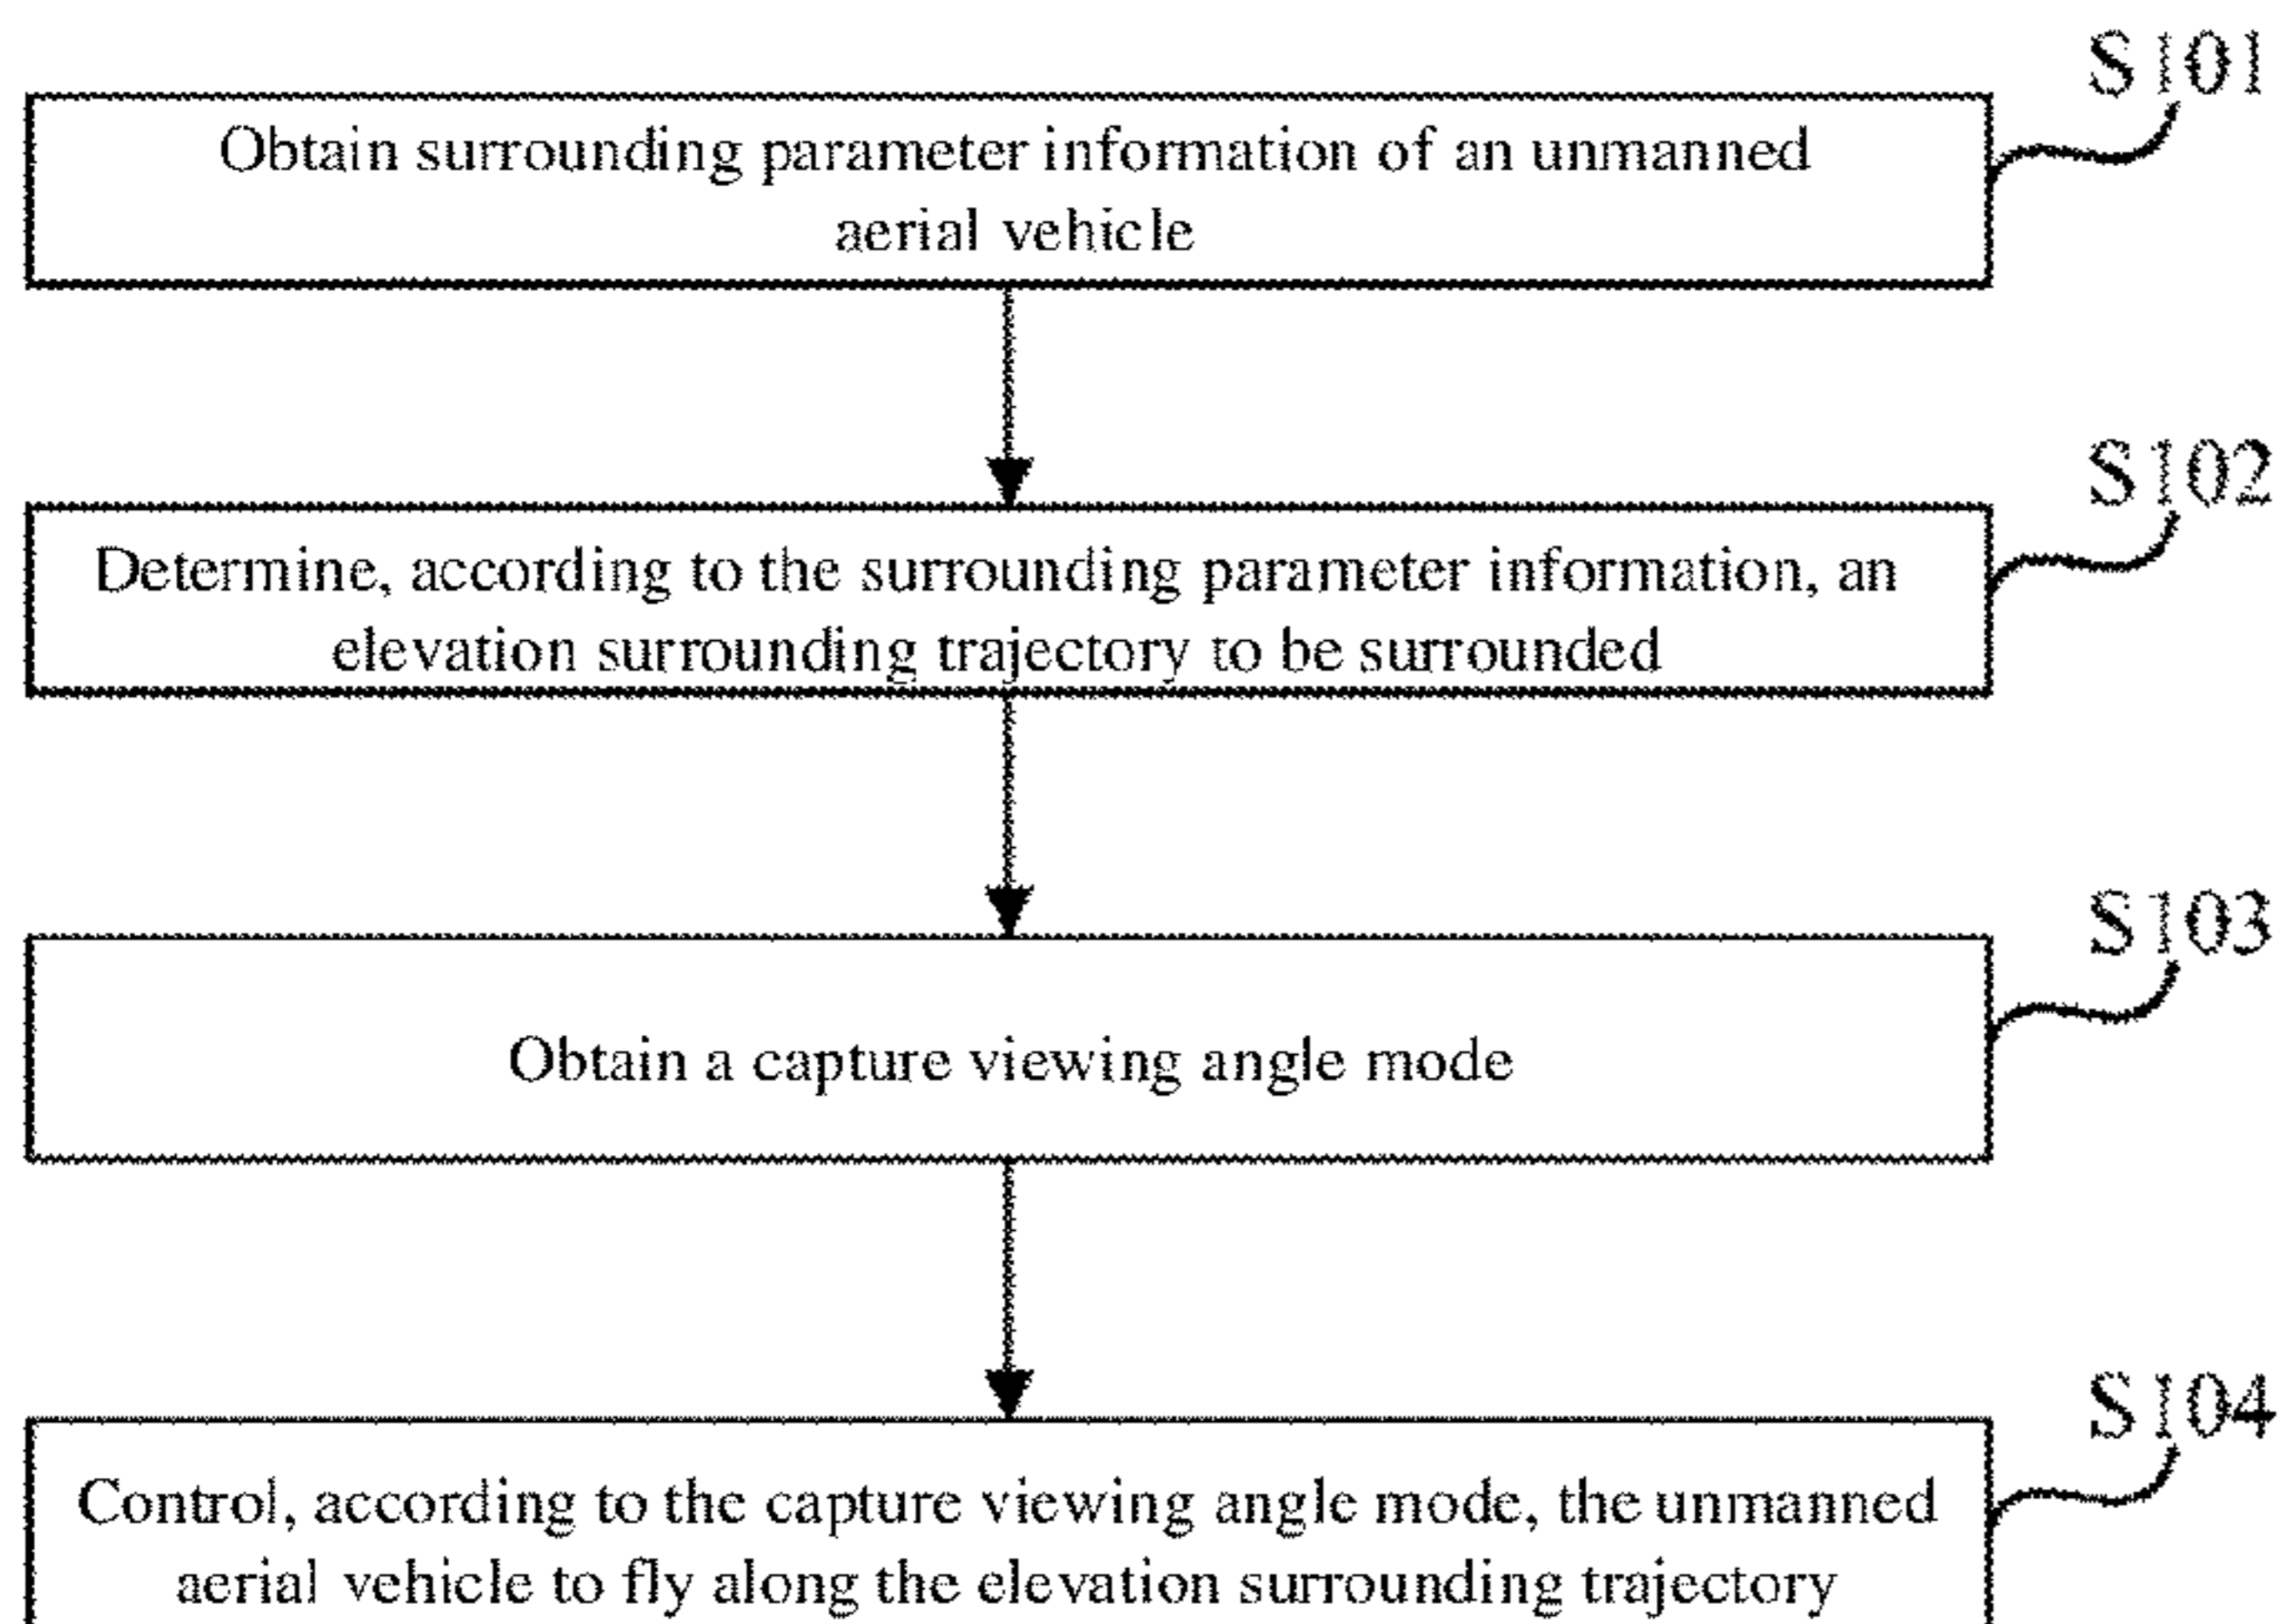 S101
Obtain surrounding parameter information of an unmanned
aerial vehicle
S102
Determine, according to the surrounding parameter information, an
elevation surrounding trajectory to be surrounded
S103
Obtain a capture viewing angle mode
S104
Control, according to the capture viewing angle mode, the unmanned
aerial vehicle to fly along the elevation surrounding trajectory